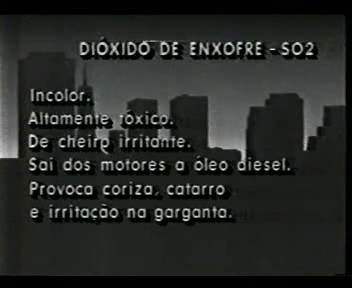 DIÓXIDO DE ENXOFRE - SO2
Incolor.
Altamente tóxico.
De cheiro irritante.
Sai dos motores a óleo diesel.
Provoca coriza, catarro
e irritação na garganta.